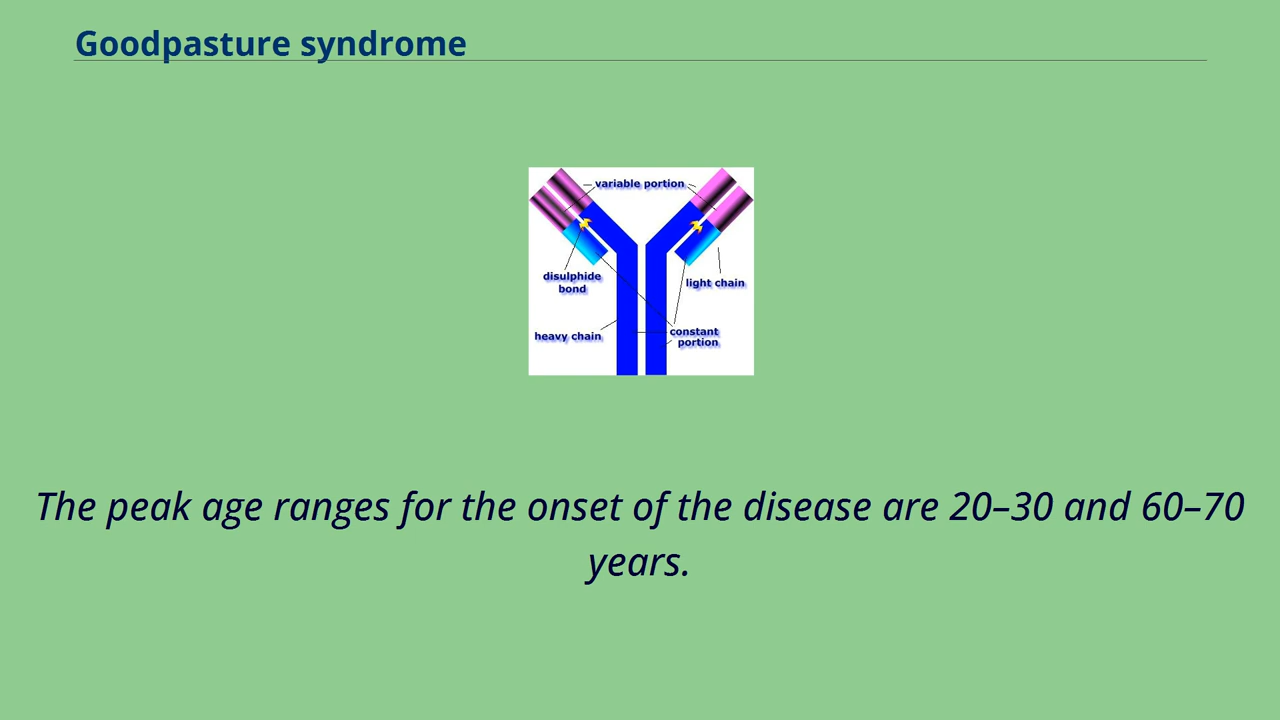 Goodpasture syndrome
variable portion
disulphide
bond
light chain
heavy chain
constant
portion
The peak age ranges for the onset of the disease are 20–30 and 60–70
years.